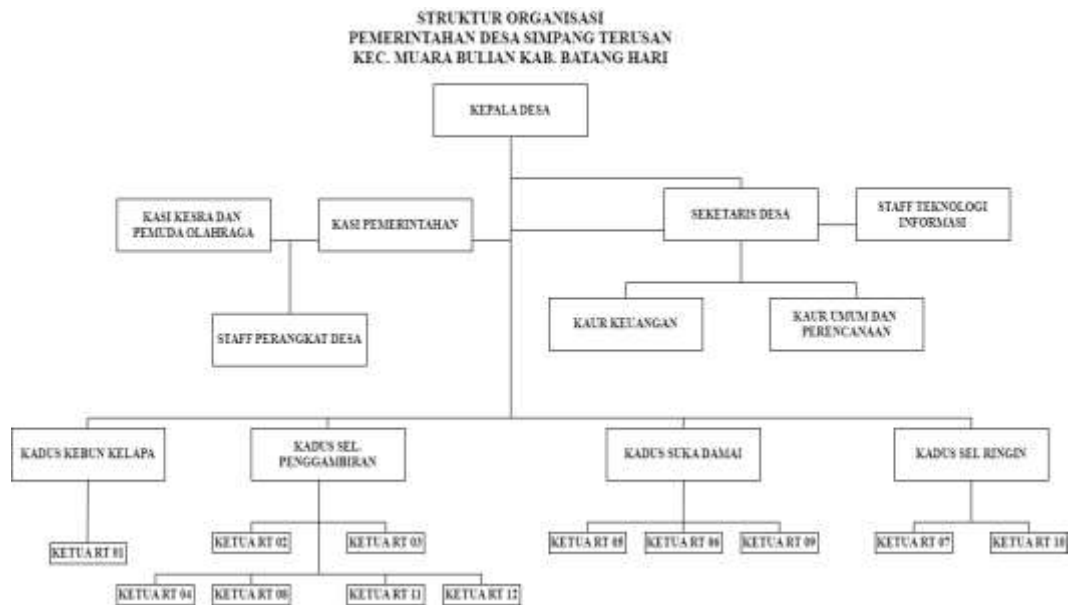 STRUKTUR ORGANISASI
PEMERINTAHAN DESA SIMPANG TERUSAN
KEC. MUARA BULIAN KAB. BATANG HARI
KEPALA DESA
KASI KESRA DAN
PEMUDA OLAHRAGA
KASI PEMERINTAHAN
SEKETARIS DESA
STAFF TEKNOLOGI
INFORMASI
STAFF PERANGKAT DESA
KAUR KEUANGAN
KAUR UMUM DAN
PERENCANAAN
KADUS KEBUN KELAPA
KADUS SEL.
PENGGAMBIRAN
KADUS SUKA DAMAI
KADUS SEL RINGIN
KETUA RT 01
KETUA RT 02
KETUA RT 03
KETUA RT 05
KETUA RT 06
KETUA RT 09
KETUA RT 07
KETUA RT 10
KETUA RT 04
KETUA RT 08
KETUA RT 11
KETUA RT 12